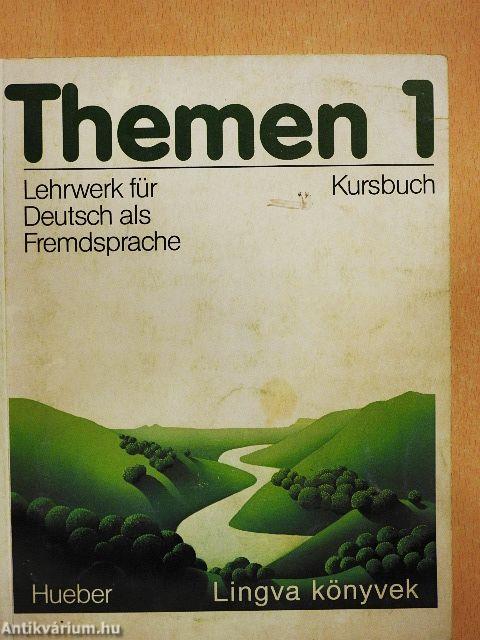 Themen 1
Lehrwerk für
Deutsch als
Fremdsprache
Kursbuch
Hueber
Lingva könyvek
Antikvárium.hu